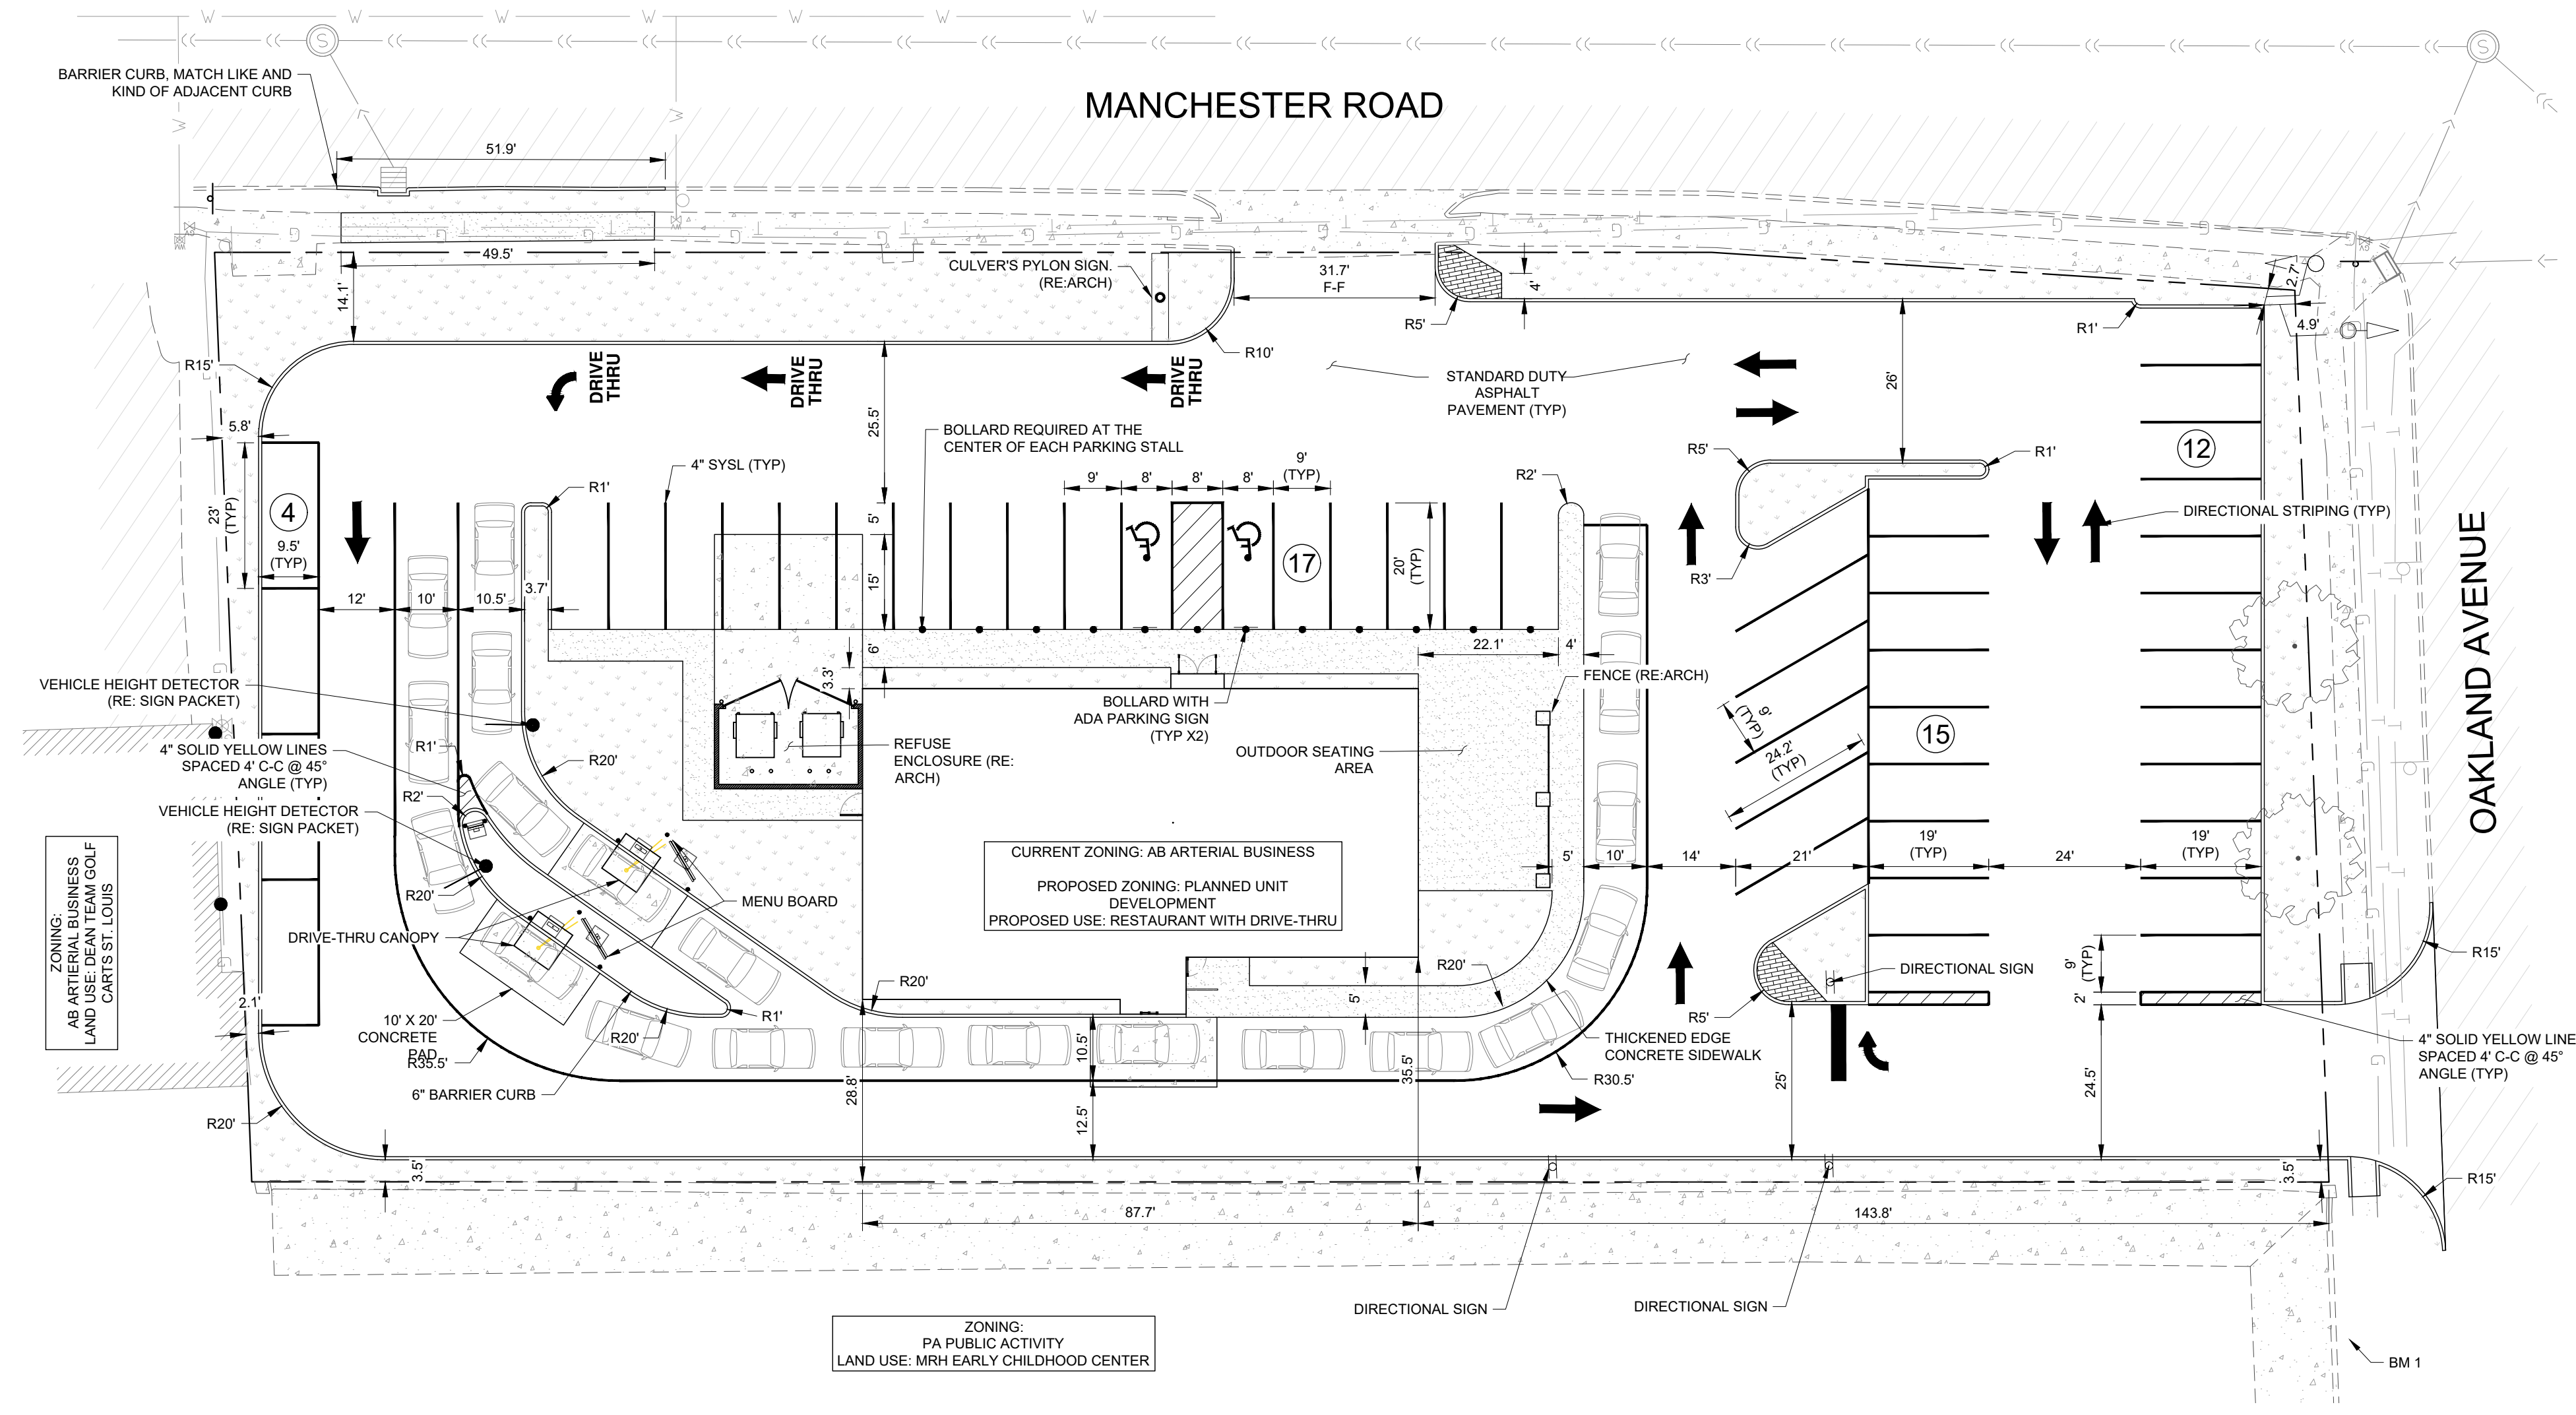 W W W W W W W W
S
S
BARRIER CURB, MATCH LIKE AND
KIND OF ADJACENT CURB
MANCHESTER ROAD
51.9'
49.5'
14.1'
CULVER'S PYLON SIGN.
(RE:ARCH)
31.7'
F-F
4'
R5'
R10'
R1'
2.7'
4.9'
R15'
DRIVE
THRU
DRIVE
THRU
DRIVE
THRU
STANDARD DUTY
ASPHALT
PAVEMENT (TYP)
26'
25.5'
5.8'
BOLLARD REQUIRED AT THE
CENTER OF EACH PARKING STALL
4" SYSL (TYP)
9'
8'
8'
8'
9'
(TYP)
R2'
R5'
R1'
12
R1'
23'
(TYP)
4
9.5'
(TYP)
5'
15'
17
20'
(TYP)
DIRECTIONAL STRIPING (TYP)
OAKLAND AVENUE
R3'
12'
10'
10.5'
3.7'
6'
3.3'
22.1'
4'
FENCE (RE:ARCH)
VEHICLE HEIGHT DETECTOR
(RE: SIGN PACKET)
BOLLARD WITH
ADA PARKING SIGN
(TYP X2)
9'
(TYP)
24.2'
(TYP)
15
4" SOLID YELLOW LINES
SPACED 4' C-C @ 45°
ANGLE (TYP)
R1'
R20'
REFUSE
ENCLOSURE (RE:
ARCH)
OUTDOOR SEATING
AREA
R2'
VEHICLE HEIGHT DETECTOR
(RE: SIGN PACKET)
ZONING:
AB ARTIERIAL BUSINESS
LAND USE: DEAN TEAM GOLF
CARTS ST. LOUIS
CURRENT ZONING: AB ARTERIAL BUSINESS
PROPOSED ZONING: PLANNED UNIT
DEVELOPMENT
PROPOSED USE: RESTAURANT WITH DRIVE-THRU
5'
10'
14'
21'
19'
(TYP)
24'
19'
(TYP)
R20'
MENU BOARD
DRIVE-THRU CANOPY
R20'
R20'
DIRECTIONAL SIGN
9'
(TYP)
2'
R15'
2.1'
10' X 20'
CONCRETE
PAD
R35.5'
R20'
R1'
5'
R5'
THICKENED EDGE
CONCRETE SIDEWALK
4" SOLID YELLOW LINE
SPACED 4' C-C @ 45°
ANGLE (TYP)
10.5'
28.8'
35.5'
R30.5'
25'
24.5'
6" BARRIER CURB
R20'
12.5'
3.5'
3.5'
R15'
87.7'
143.8'
DIRECTIONAL SIGN
DIRECTIONAL SIGN
ZONING:
PA PUBLIC ACTIVITY
LAND USE: MRH EARLY CHILDHOOD CENTER
BM 1